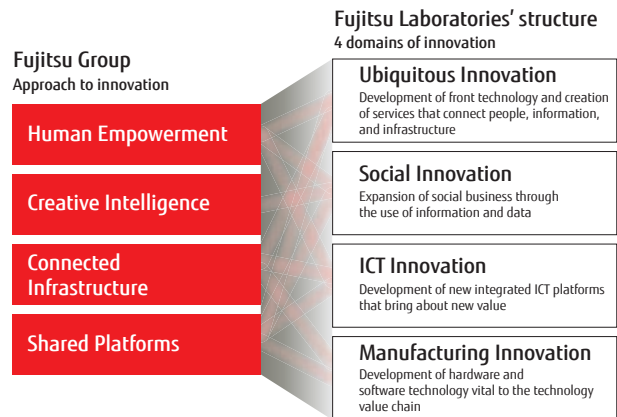 Fujitsu Group
Approach to innovation
Human Empowerment
Creative Intelligence
Connected
Infrastructure
Shared Platforms
Fujitsu Laboratories’ structure
4 domains of innovation
Ubiquitous Innovation
Development of front technology and creation
of services that connect people, information,
and infrastructure
Social Innovation
Expansion of social business through
the use of information and data
ICT Innovation
Development of new integrated ICT platforms
that bring about new value
Manufacturing Innovation
Development of hardware and
software technology vital to the technology
value chain